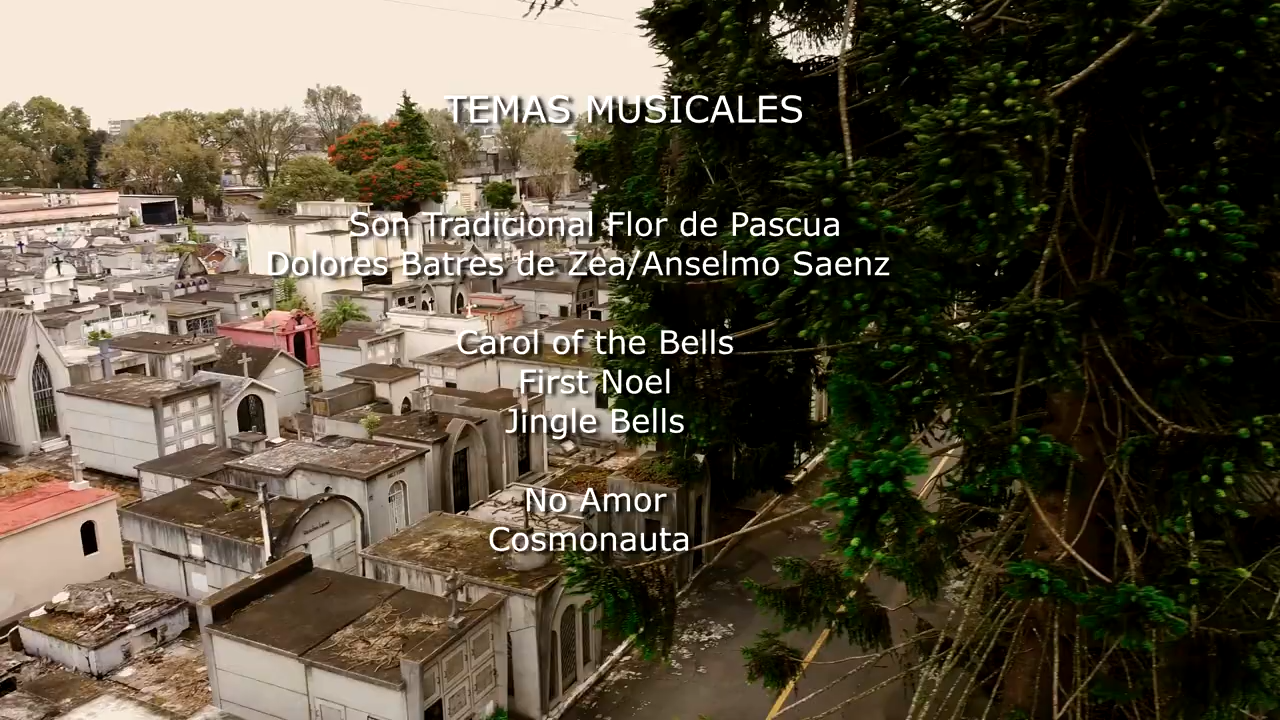 TEMAS MUSICALES
Son Tradicional Flor de Pascua
Dolores Batres de Zea/Anselmo Saenz
Carol of the Bells
First Noel
Jingle Bells
No Amor
Cosmonauta